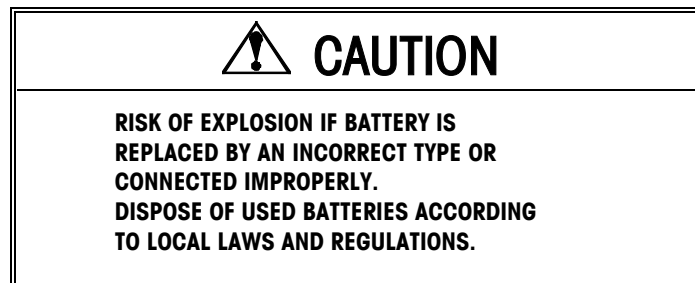 CAUTION
RISK OF EXPLOSION IF BATTERY IS
REPLACED BY AN INCORRECT TYPE OR
CONNECTED IMPROPERLY.
DISPOSE OF USED BATTERIES ACCORDING
TO LOCAL LAWS AND REGULATIONS.